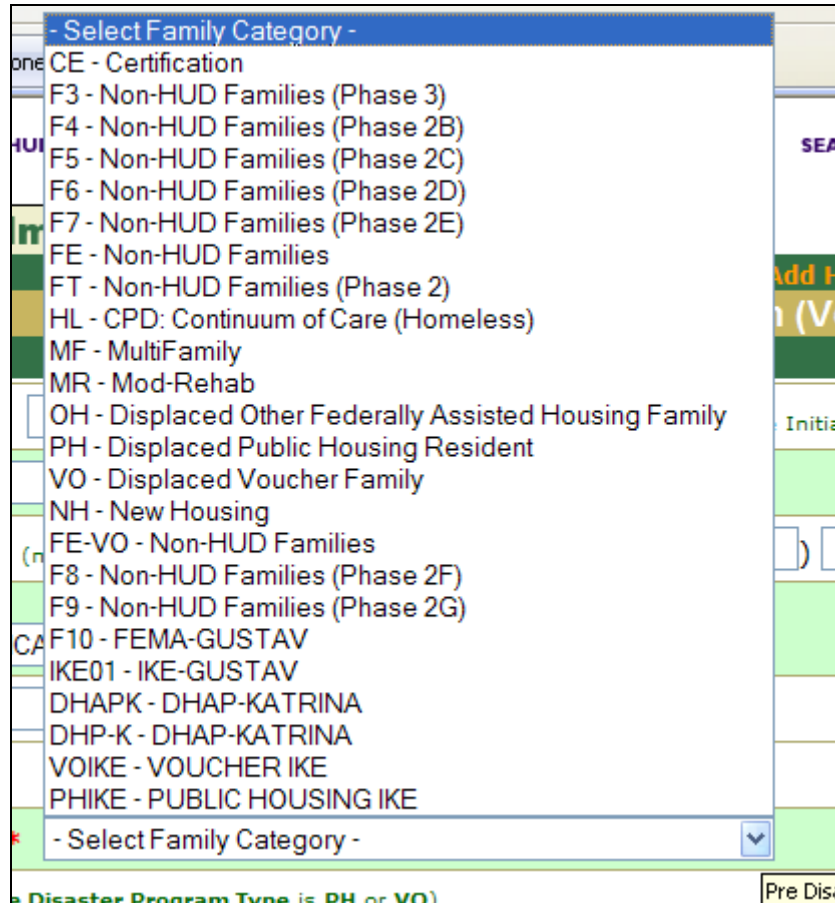 - Select Family Category -
CE - Certification
F3 - Non-HUD Families (Phase 3)
F4 - Non-HUD Families (Phase 2B)
F5 - Non-HUD Families (Phase 2C)
F6 - Non-HUD Families (Phase 2D)
F7 - Non-HUD Families (Phase 2E)
FE - Non-HUD Families
FT - Non-HUD Families (Phase 2)
HL - CPD: Continuum of Care (Homeless)
MF - MultiFamily
MR - Mod-Rehab
OH - Displaced Other Federally Assisted Housing Family
PH - Displaced Public Housing Resident
VO - Displaced Voucher Family
NH - New Housing
FE-VO - Non-HUD Families
F8 - Non-HUD Families (Phase 2F)
F9 - Non-HUD Families (Phase 2G)
F10 - FEMA-GUSTAV
IKE01 - IKE-GUSTAV
DHAPK - DHAP-KATRINA
DHP-K - DHAP-KATRINA
VOIKE - VOUCHER IKE
PHIKE - PUBLIC HOUSING IKE
* - Select Family Category -
Disaster Program Type is PH or VO)
Add
)